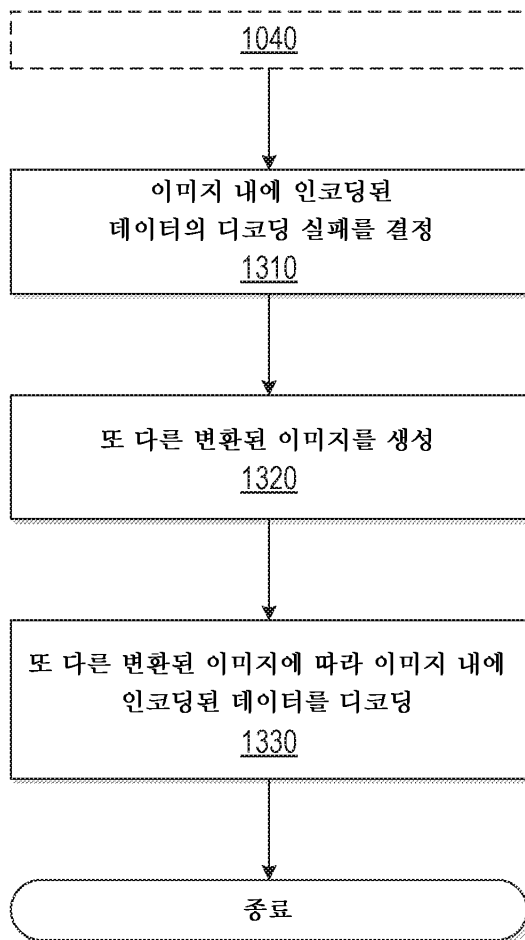 1040
이미지 내에 인코딩된
데이터의 디코딩 실패를 결정
1310
또 다른 변환된 이미지를 생성
1320
또 다른 변환된 이미지에 따라 이미지 내에
인코딩된 데이터를 디코딩
1330
종료